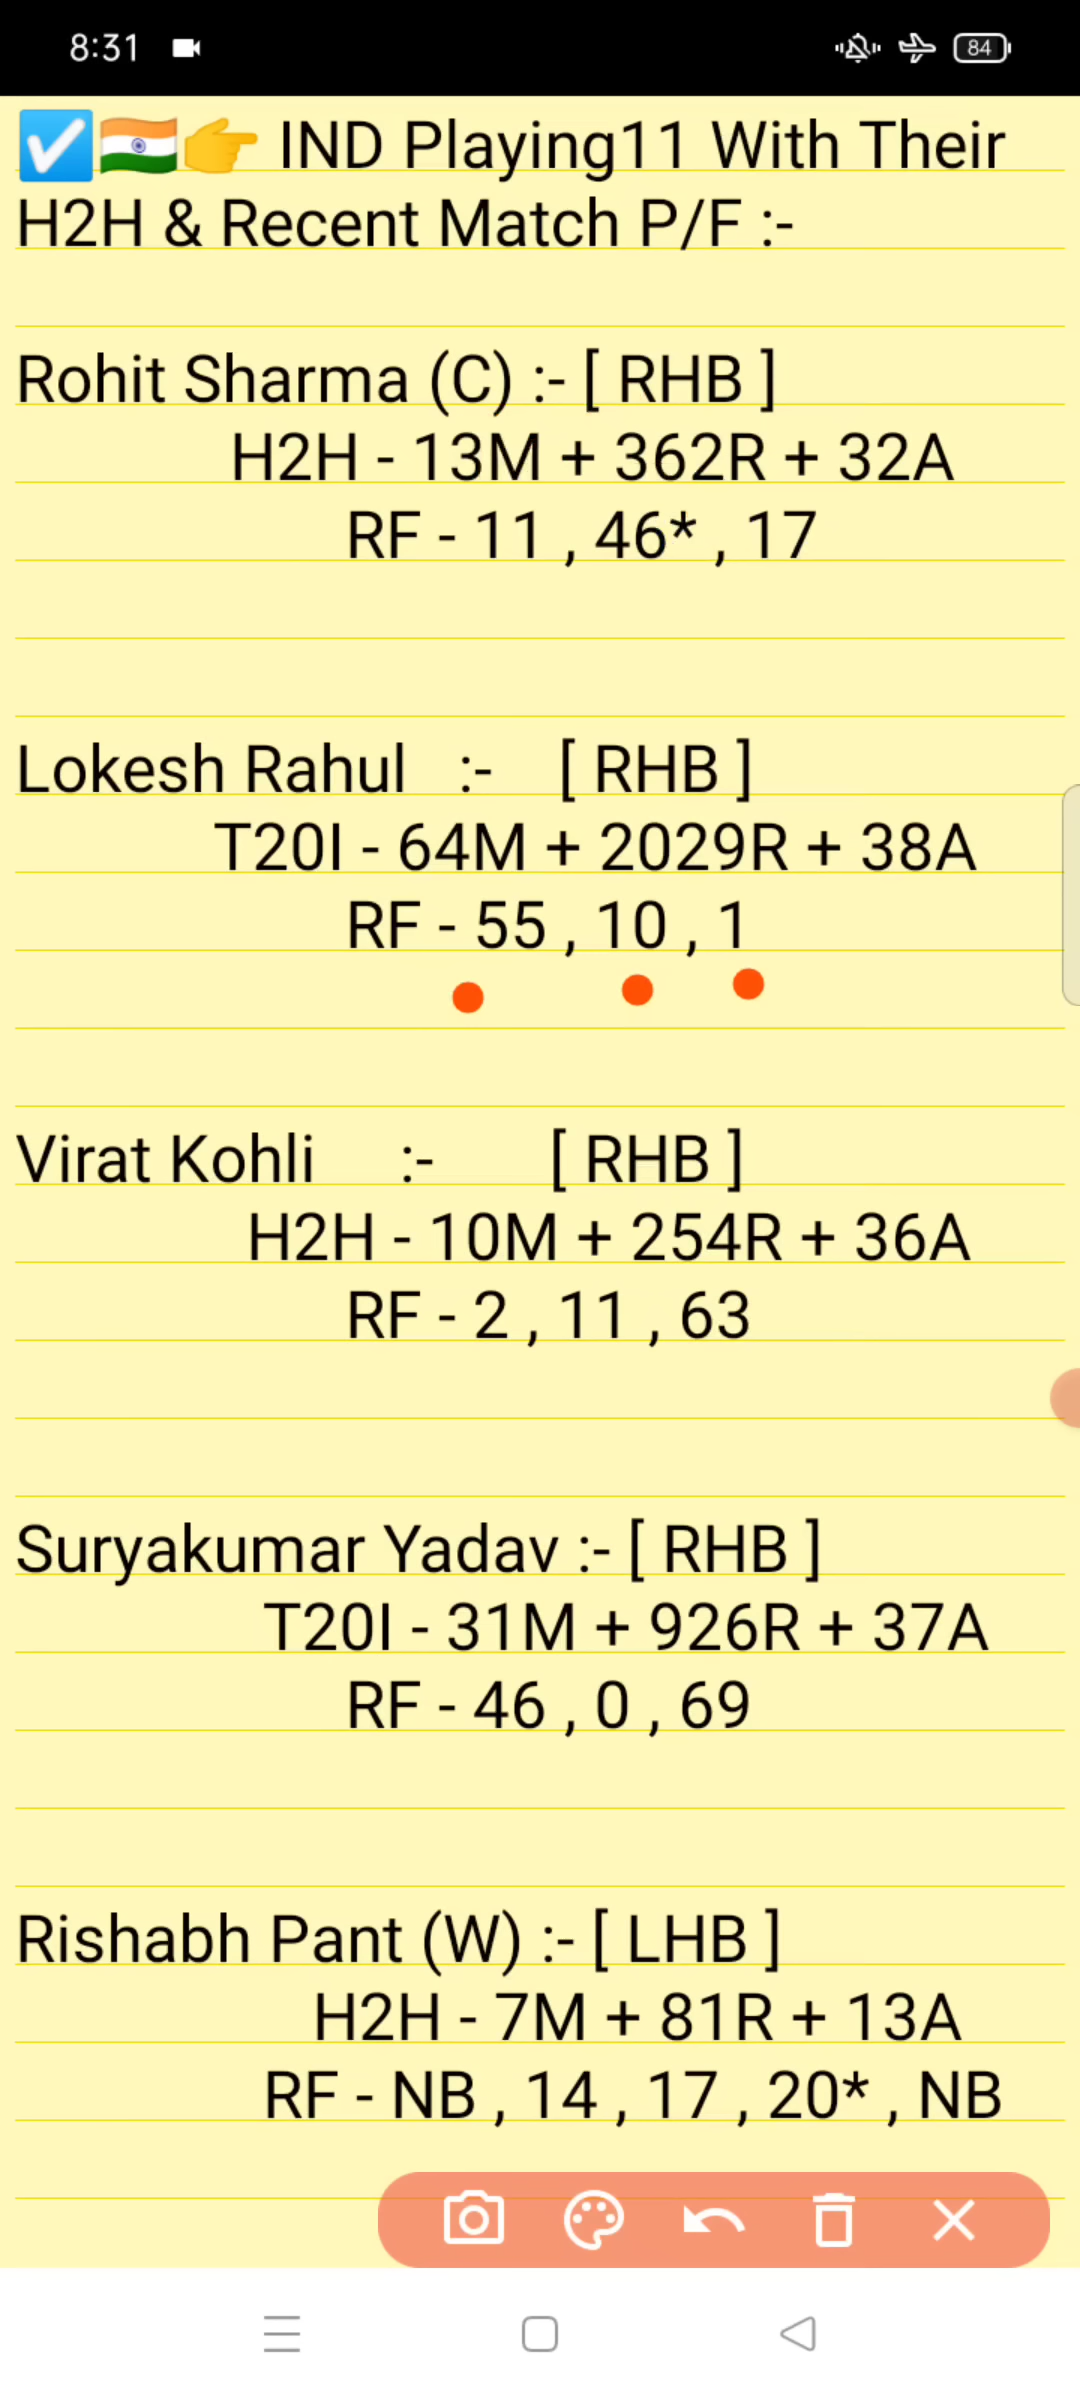 8:31
84
IND Playing11 With Their
H2H & Recent Match P/F :-
Rohit Sharma (C) :- [ RHB ]
H2H - 13M + 362R + 32A
RF - 11 , 46* , 17
Lokesh Rahul :- [ RHB ]
T20I - 64M + 2029R + 38A
RF - 55 , 10 , 1
Virat Kohli :- [ RHB ]
H2H - 10M + 254R + 36A
RF - 2 , 11 , 63
Suryakumar Yadav :- [ RHB ]
T20I - 31M + 926R + 37A
RF - 46 , 0 , 69
Rishabh Pant (W) :- [ LHB ]
H2H - 7M + 81R + 13A
RF - NB , 14 , 17 , 20* , NB